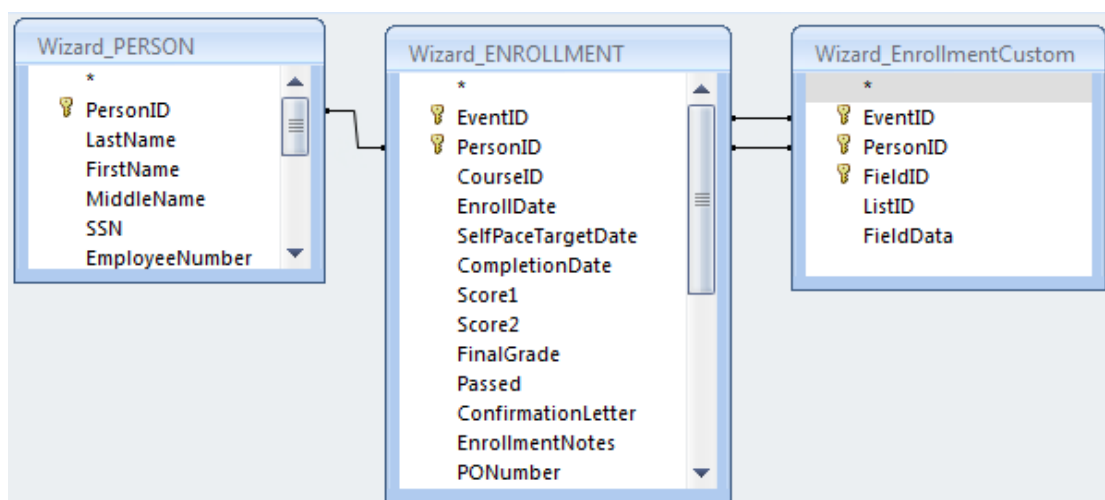 Wizard_PERSON
*
PersonID
LastName
FirstName
MiddleName
SSN
EmployeeNumber
Wizard_ENROLLMENT
*
EventID
PersonID
CourseID
EnrollDate
SelfPaceTargetDate
CompletionDate
Score1
Score2
FinalGrade
Passed
ConfirmationLetter
EnrollmentNotes
PONumber
Wizard_EnrollmentCustom
*
EventID
PersonID
FieldID
ListID
FieldData